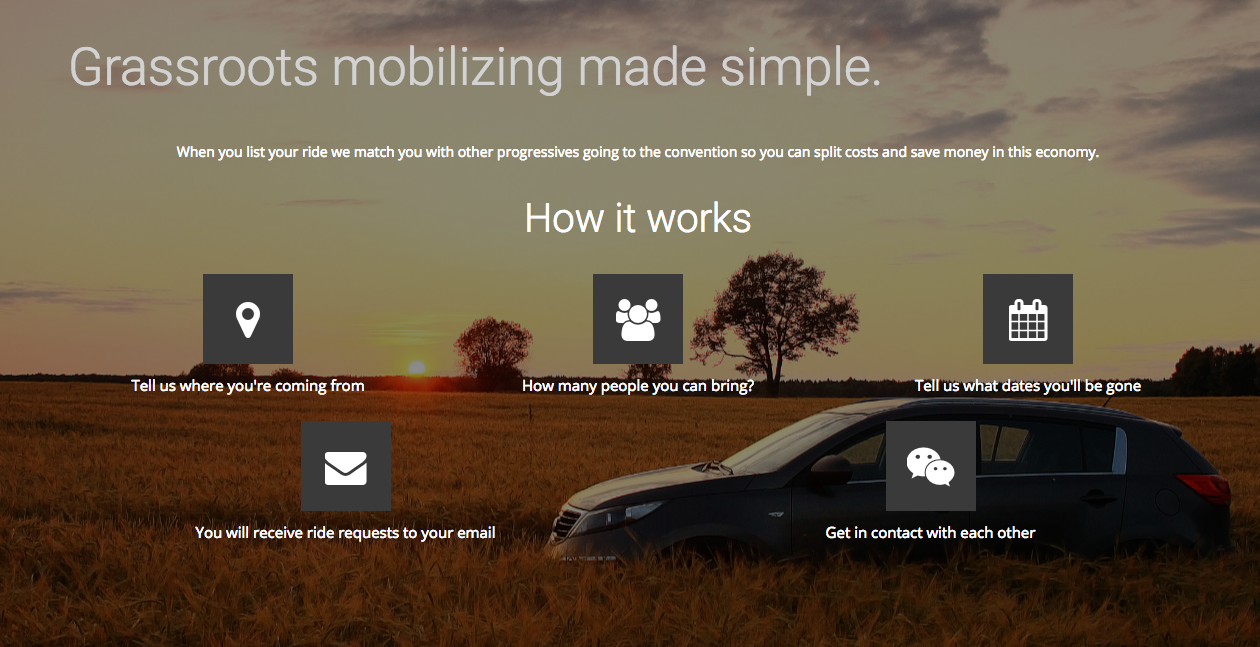 Grassroots mobilizing made simple.
When you list your ride we match you with other progressives going to the convention so you can split costs and save money in this economy.
How it works
Tell us where you're coming from
How many people you can bring?
Tell us what dates you'll be gone
You will receive ride requests to your email
Get in contact with each other